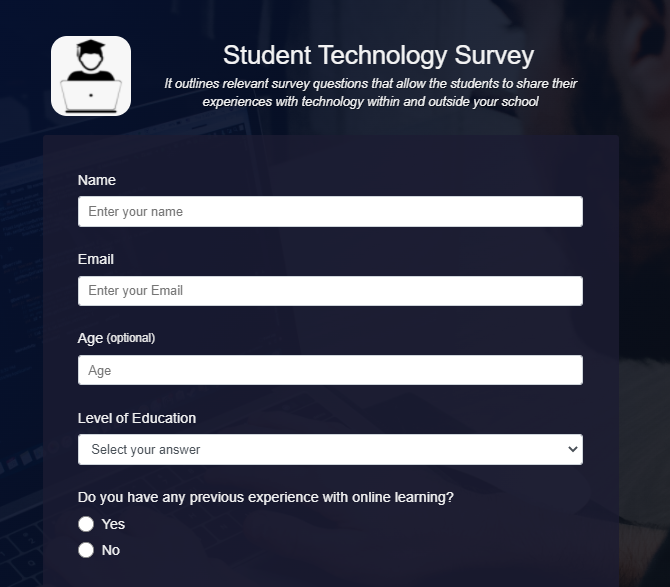 Student Technology Survey
It outlines relevant survey questions that allow the students to share their
experiences with technology within and outside your school
Name
Enter your name
Email
Enter your Email
Age (optional)
Age
Level of Education
Select your answer
Do you have any previous experience with online learning?
Yes
No